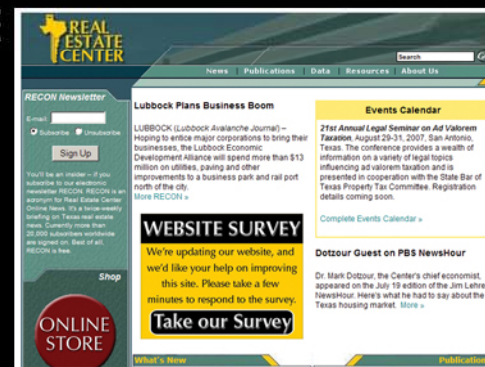 REAL
ESTATE
CENTER
Search
News | Publications | Data | Resources | About Us
RECON Newsletter
E-mail:
Subscribe Unsubscribe
Sign Up
You'll be an insider – if you
subscribe to our electronic
newsletter RECON. RECON is an
acronym for Real Estate Center
Online News. It's a twice-weekly
briefing on Texas real estate
news. Currently more than
20,000 subscribers worldwide
are signed on. Best of all,
RECON is free.
Shop
ONLINE
STORE
Lubbock Plans Business Boom
LUBBOCK (Lubbock Avalanche Journal) –
Hoping to entice major corporations to bring their
businesses, the Lubbock Economic
Development Alliance will spend more than $13
million on utilities, paving and other
improvements to a business park and rail port
north of the city.
More RECON »
WEBSITE SURVEY
We're updating our website, and
we'd like your help on improving
this site. Please take a few
minutes to respond to the survey.
Take our Survey
Events Calendar
21st Annual Legal Seminar on Ad Valorem
Taxation, August 29-31, 2007, San Antonio,
Texas. The conference provides a wealth of
information on a variety of legal topics
influencing ad valorem taxation and is
presented in cooperation with the State Bar of
Texas Property Tax Committee. Registration
details coming soon.
Complete Events Calendar »
Dotzour Guest on PBS NewsHour
Dr. Mark Dotzour, the Center's chief economist,
appeared on the July 19 edition of the Jim Lehre
NewsHour. Here's what he had to say about the
Texas housing market. More »
What's New
Publication